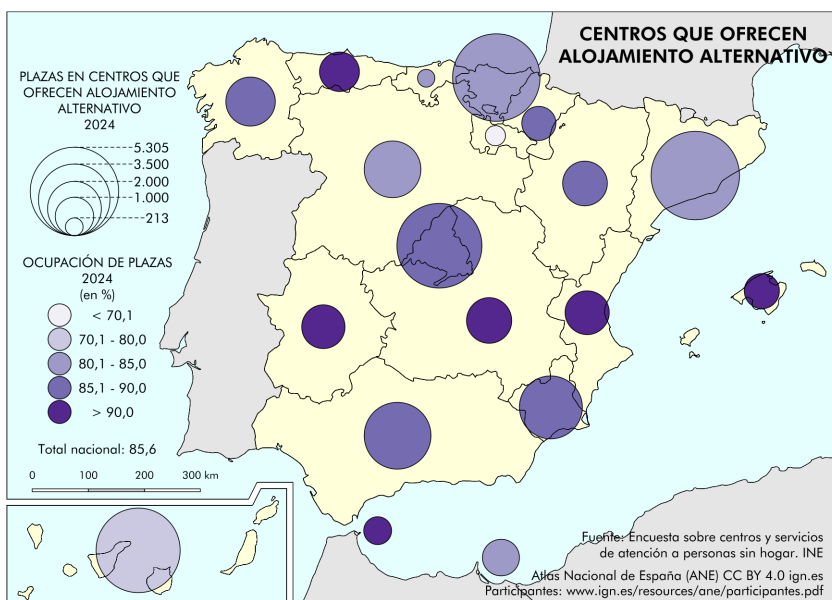 CENTROS QUE OFRECEN
ALOJAMIENTO ALTERNATIVO
PLAZAS EN CENTROS QUE
OFRECEN ALOJAMIENTO
ALTERNATIVO
2024
5.305
3.500
2.000
1.000
213
OCUPACIÓN DE PLAZAS
2024
(en %)
< 70,1
70,1 - 80,0
80,1 - 85,0
85,1 - 90,0
> 90,0
Total nacional: 85,6
0 100 200 300 km
Fuente: Encuesta sobre centros y servicios
de atención a personas sin hogar. INE
Atlas Nacional de España (ANE) CC BY 4.0 ign.es
Participantes: www.ign.es/resources/ane/participantes.pdf